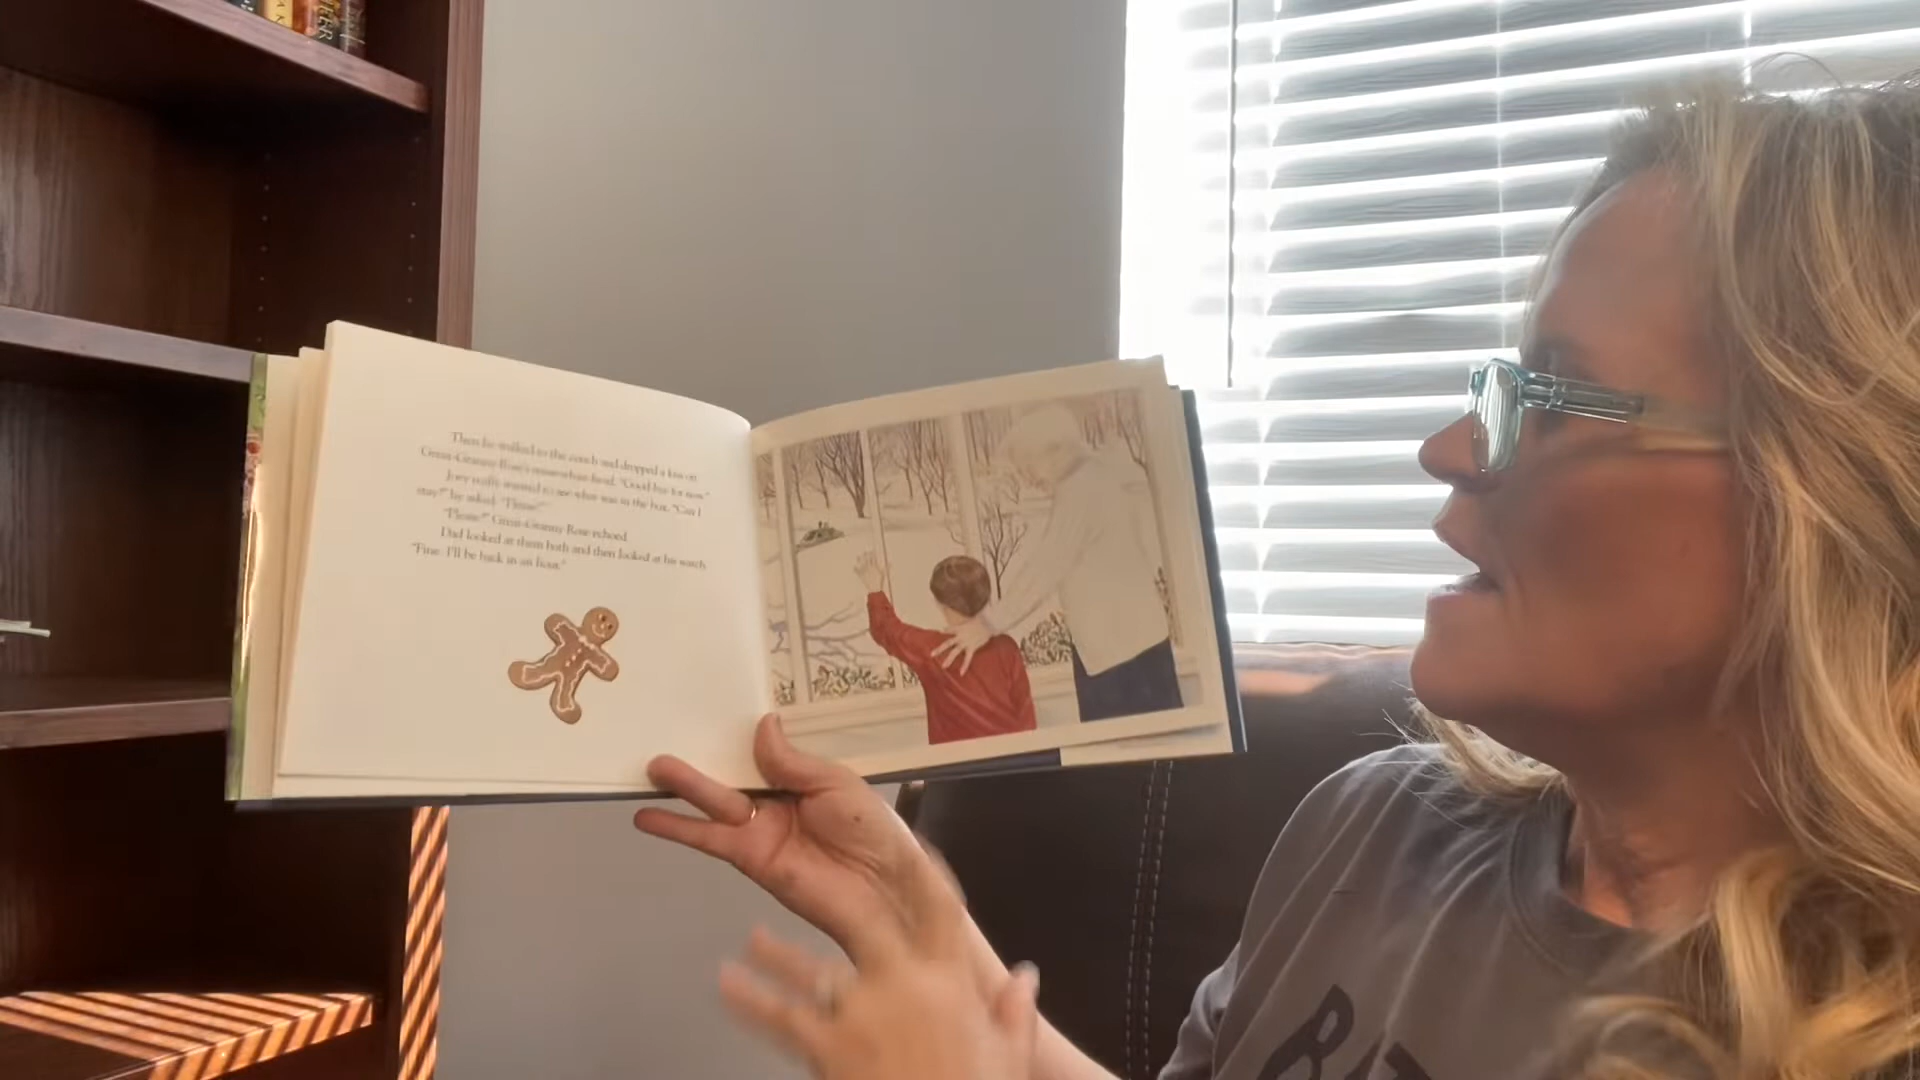 Then he walked to the couch and dropped a kiss on
Great-Granny Rose's snow-white head. "Good-bye for now."
Joey really wanted to see what was in the box. "Can I
stay?" he asked. "Please?"
"Please?" Great-Granny Rose echoed.
Dad looked at them both and then looked at his watch.
"Fine. I'll be back in an hour."